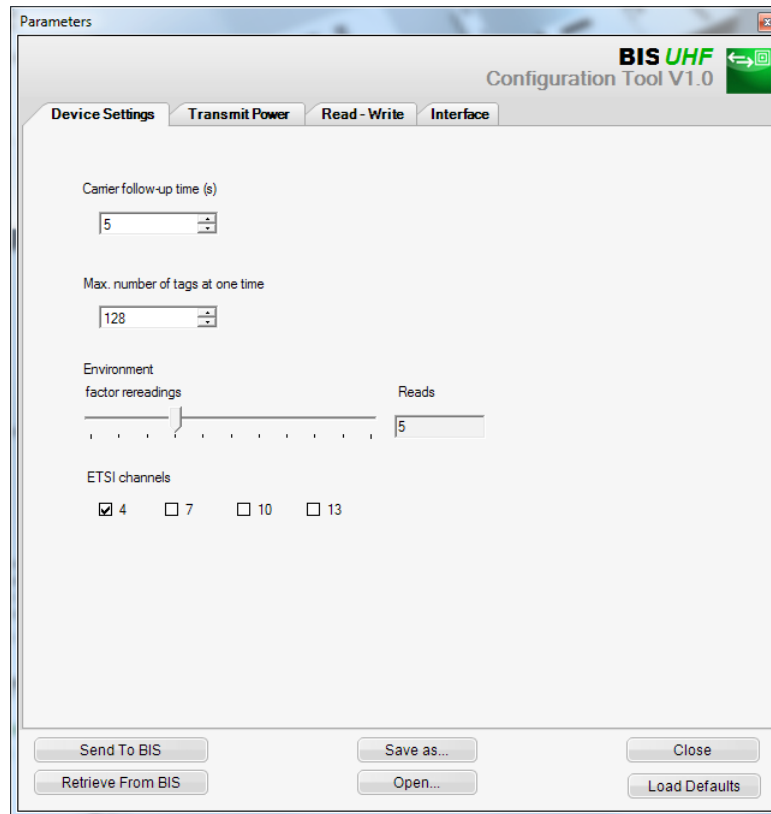 Parameters
BIS UHF
Configuration Tool V1.0
Device Settings Transmit Power Read - Write Interface
Carrier follow-up time (s)
5
Max. number of tags at one time
128
Environment
factor rereadings Reads
5
ETSI channels
4 7 10 13
Send To BIS Save as... Close
Retrieve From BIS Open... Load Defaults